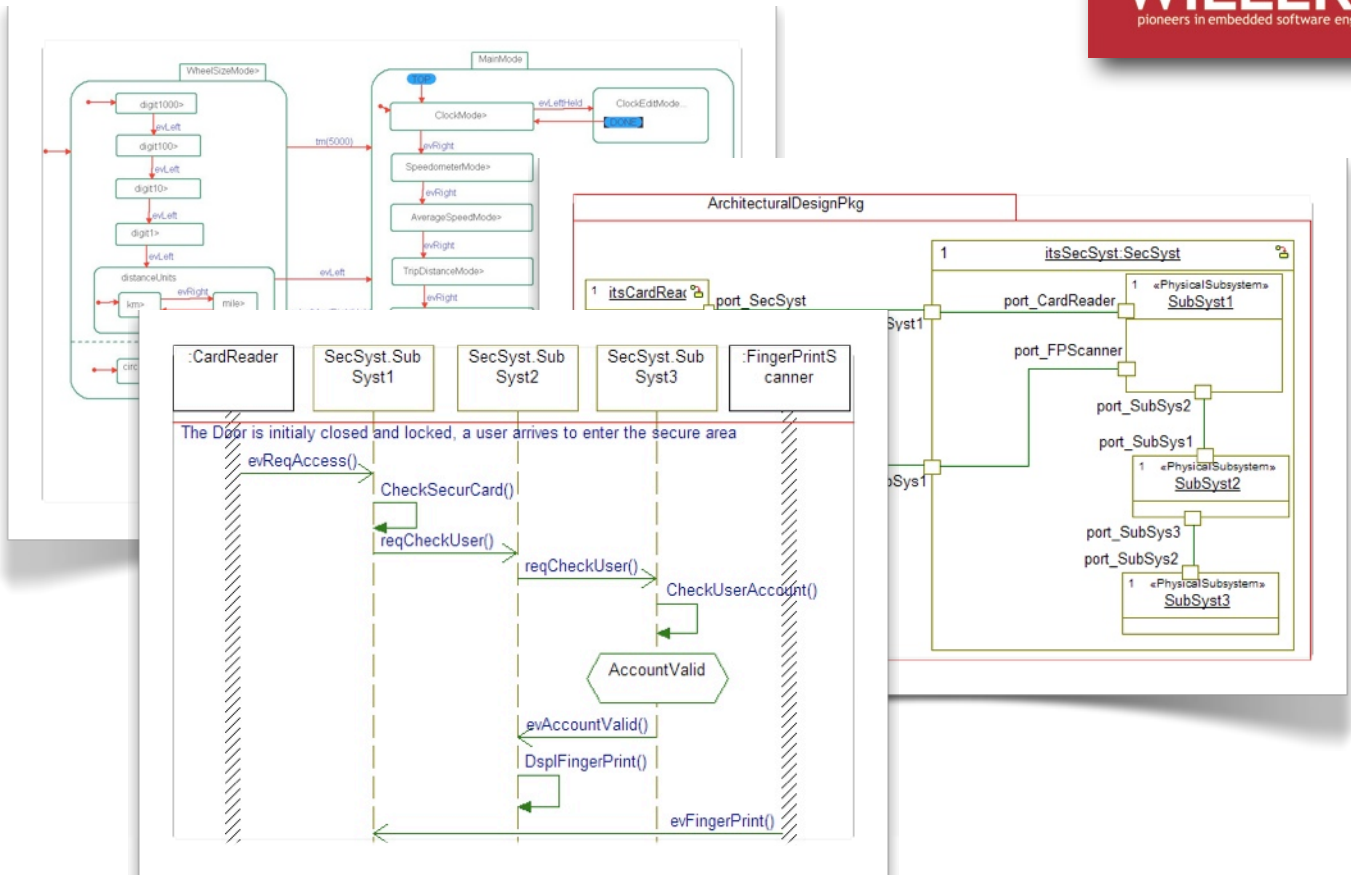 pioneers in embedded software
WheelSizeMode>
digit1000>
evLeft
digit100>
evLeft
digit10>
evLeft
digit1>
evLeft
distanceUnits
km>
evRight
mile>
tm(5000)
evLeft
MainMode
TOP
ClockMode>
evLeftHeld
ClockEditMode...
DONE
evRight
SpeedometerMode>
evRight
AverageSpeedMode>
evRight
TripDistanceMode>
evRight
ArchitecturalDesignPkg
1 itsCardReac
port_SecSyst
1 itsSecSyst:SecSyst
port_CardReader
1 «PhysicalSubsystem»
SubSyst1
port_FPScanner
port_SubSys2
port_SubSys1
1 «PhysicalSubsystem»
SubSyst2
port_SubSys3
port_SubSys2
1 «PhysicalSubsystem»
SubSyst3
:CardReader
SecSyst.Sub
Syst1
SecSyst.Sub
Syst2
SecSyst.Sub
Syst3
:FingerPrintS
canner
The Door is initialy closed and locked, a user arrives to enter the secure area
evReqAccess()
CheckSecurCard()
reqCheckUser()
reqCheckUser()
CheckUserAccount()
AccountValid
evAccountValid()
DsplFingerPrint()
evFingerPrint()